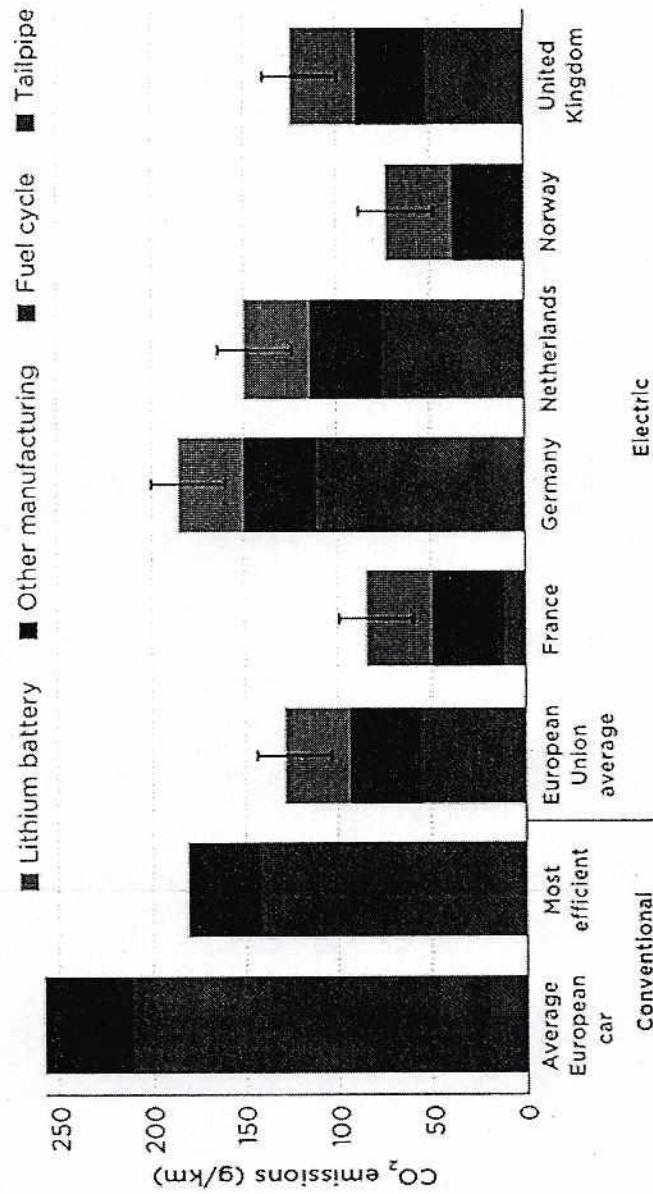 Lithium battery Other manufacturing Fuel cycle Tailpipe
CO₂ emissions (g/km)
250
200
150
100
50
0
Average
European
car
Most
efficient
European
Union
average
France
Germany
Netherlands
Norway
United
Kingdom
Conventional
Electric